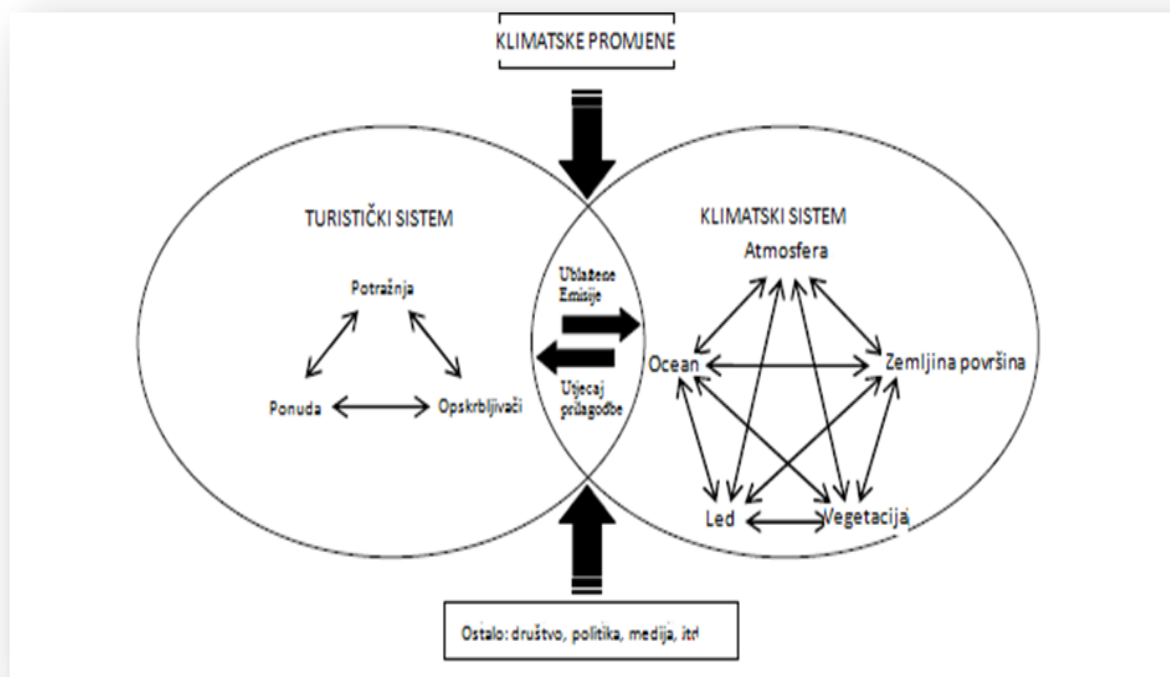 KLIMATSKE PROMJENE
TURISTIČKI SISTEM
Potražnja
Ponuda
Opskrbljivači
Ublažene
Emisije
Utjecaj
prilagodbe
KLIMATSKI SISTEM
Atmosfera
Ocean
Zemljina površina
Led
Vegetacija
Ostalo: društvo, politika, medija, itd